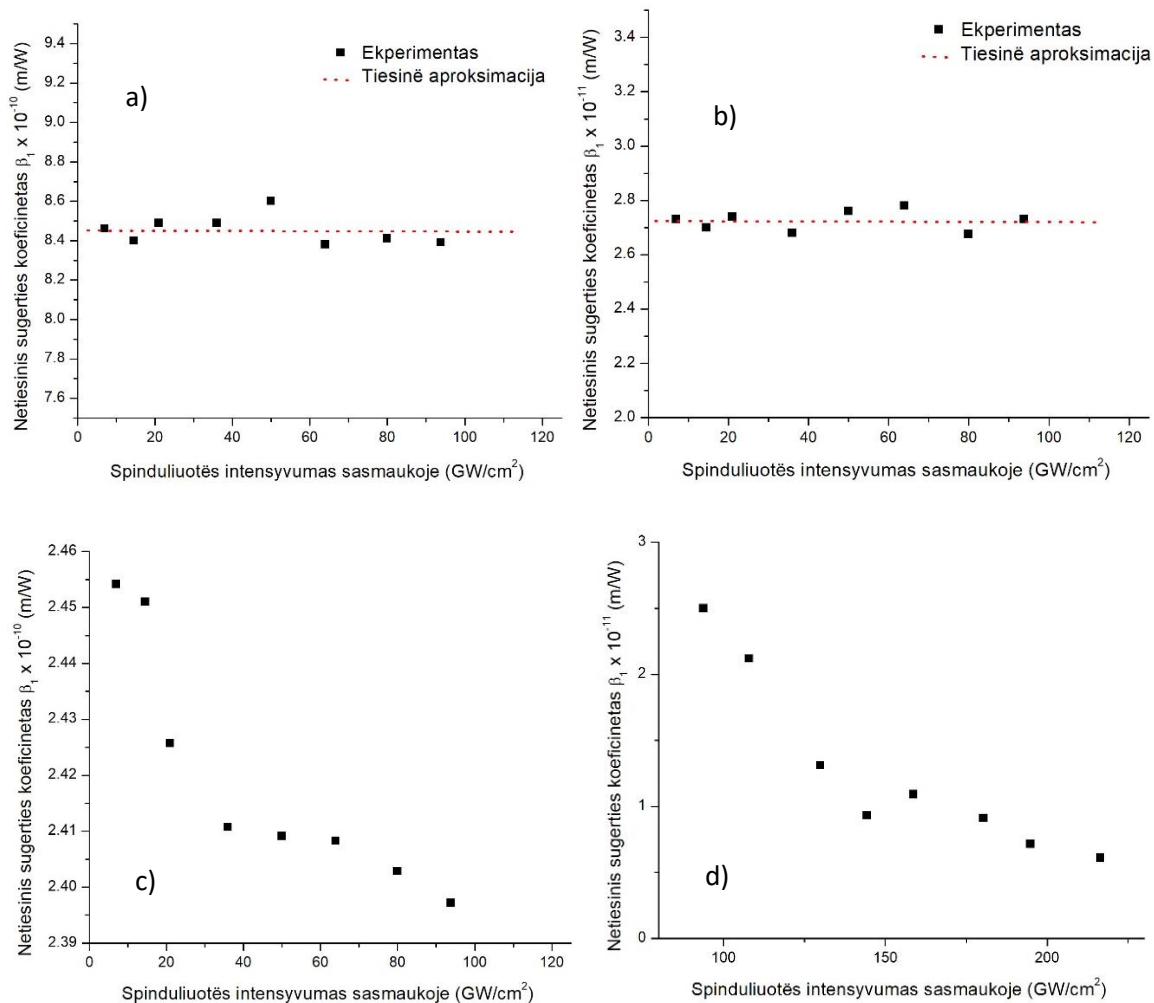 9.4
9.2
9.0
8.8
8.6
8.4
8.2
8.0
7.8
7.6
Netiesinis sugerties koeficinetas β₁ x 10⁻¹⁰ (m/W)
Ekperimentas
Tiesinë aproksimacija
a)
0 20 40 60 80 100 120
Spinduliuotės intensyvumas sasmaukoje (GW/cm²)
3.4
3.2
3.0
2.8
2.6
2.4
2.2
2.0
Netiesinis sugerties koeficinetas β₁ x 10⁻¹¹ (m/W)
Ekperimentas
Tiesinë aproksimacija
b)
0 20 40 60 80 100 120
Spinduliuotės intensyvumas sasmaukoje (GW/cm²)
2.46
2.45
2.44
2.43
2.42
2.41
2.40
2.39
Netiesinis sugerties koeficinetas β₁ x 10⁻¹⁰ (m/W)
c)
0 20 40 60 80 100 120
Spinduliuotės intensyvumas sasmaukoje (GW/cm²)
3
2
1
0
Netiesinis sugerties koeficinetas β₁ x 10⁻¹¹ (m/W)
d)
100 150 200
Spinduliuotės intensyvumas sasmaukoje (GW/cm²)